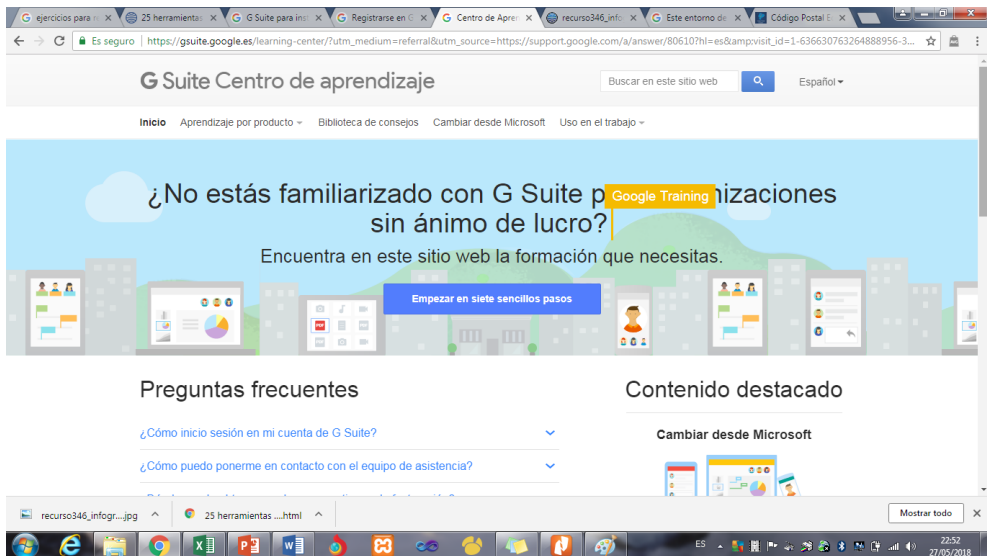 ejercicios para r
25 herramientas
G Suite para inst
Registrarse en G
Centro de Apren
recurso346_info
Este entorno de
Código Postal E
Es seguro | https://gsuite.google.es/learning-center/?utm_medium=referral&utm_source=https://support.google.com/a/answer/80610?hl=es&amp;visit_id=1-636630763264888956-3...
G Suite Centro de aprendizaje
Buscar en este sitio web
Español
Inicio Aprendizaje por producto Biblioteca de consejos Cambiar desde Microsoft Uso en el trabajo
¿No estás familiarizado con G Suite p Google Training nizaciones
sin ánimo de lucro?
Encuentra en este sitio web la formación que necesitas.
Empezar en siete sencillos pasos
PDF
Preguntas frecuentes
Contenido destacado
¿Cómo inicio sesión en mi cuenta de G Suite?
Cambiar desde Microsoft
¿Cómo puedo ponerme en contacto con el equipo de asistencia?
recurso346_infogr....jpg
25 herramientas ....html
Mostrar todo
ES
22:52
27/05/2018